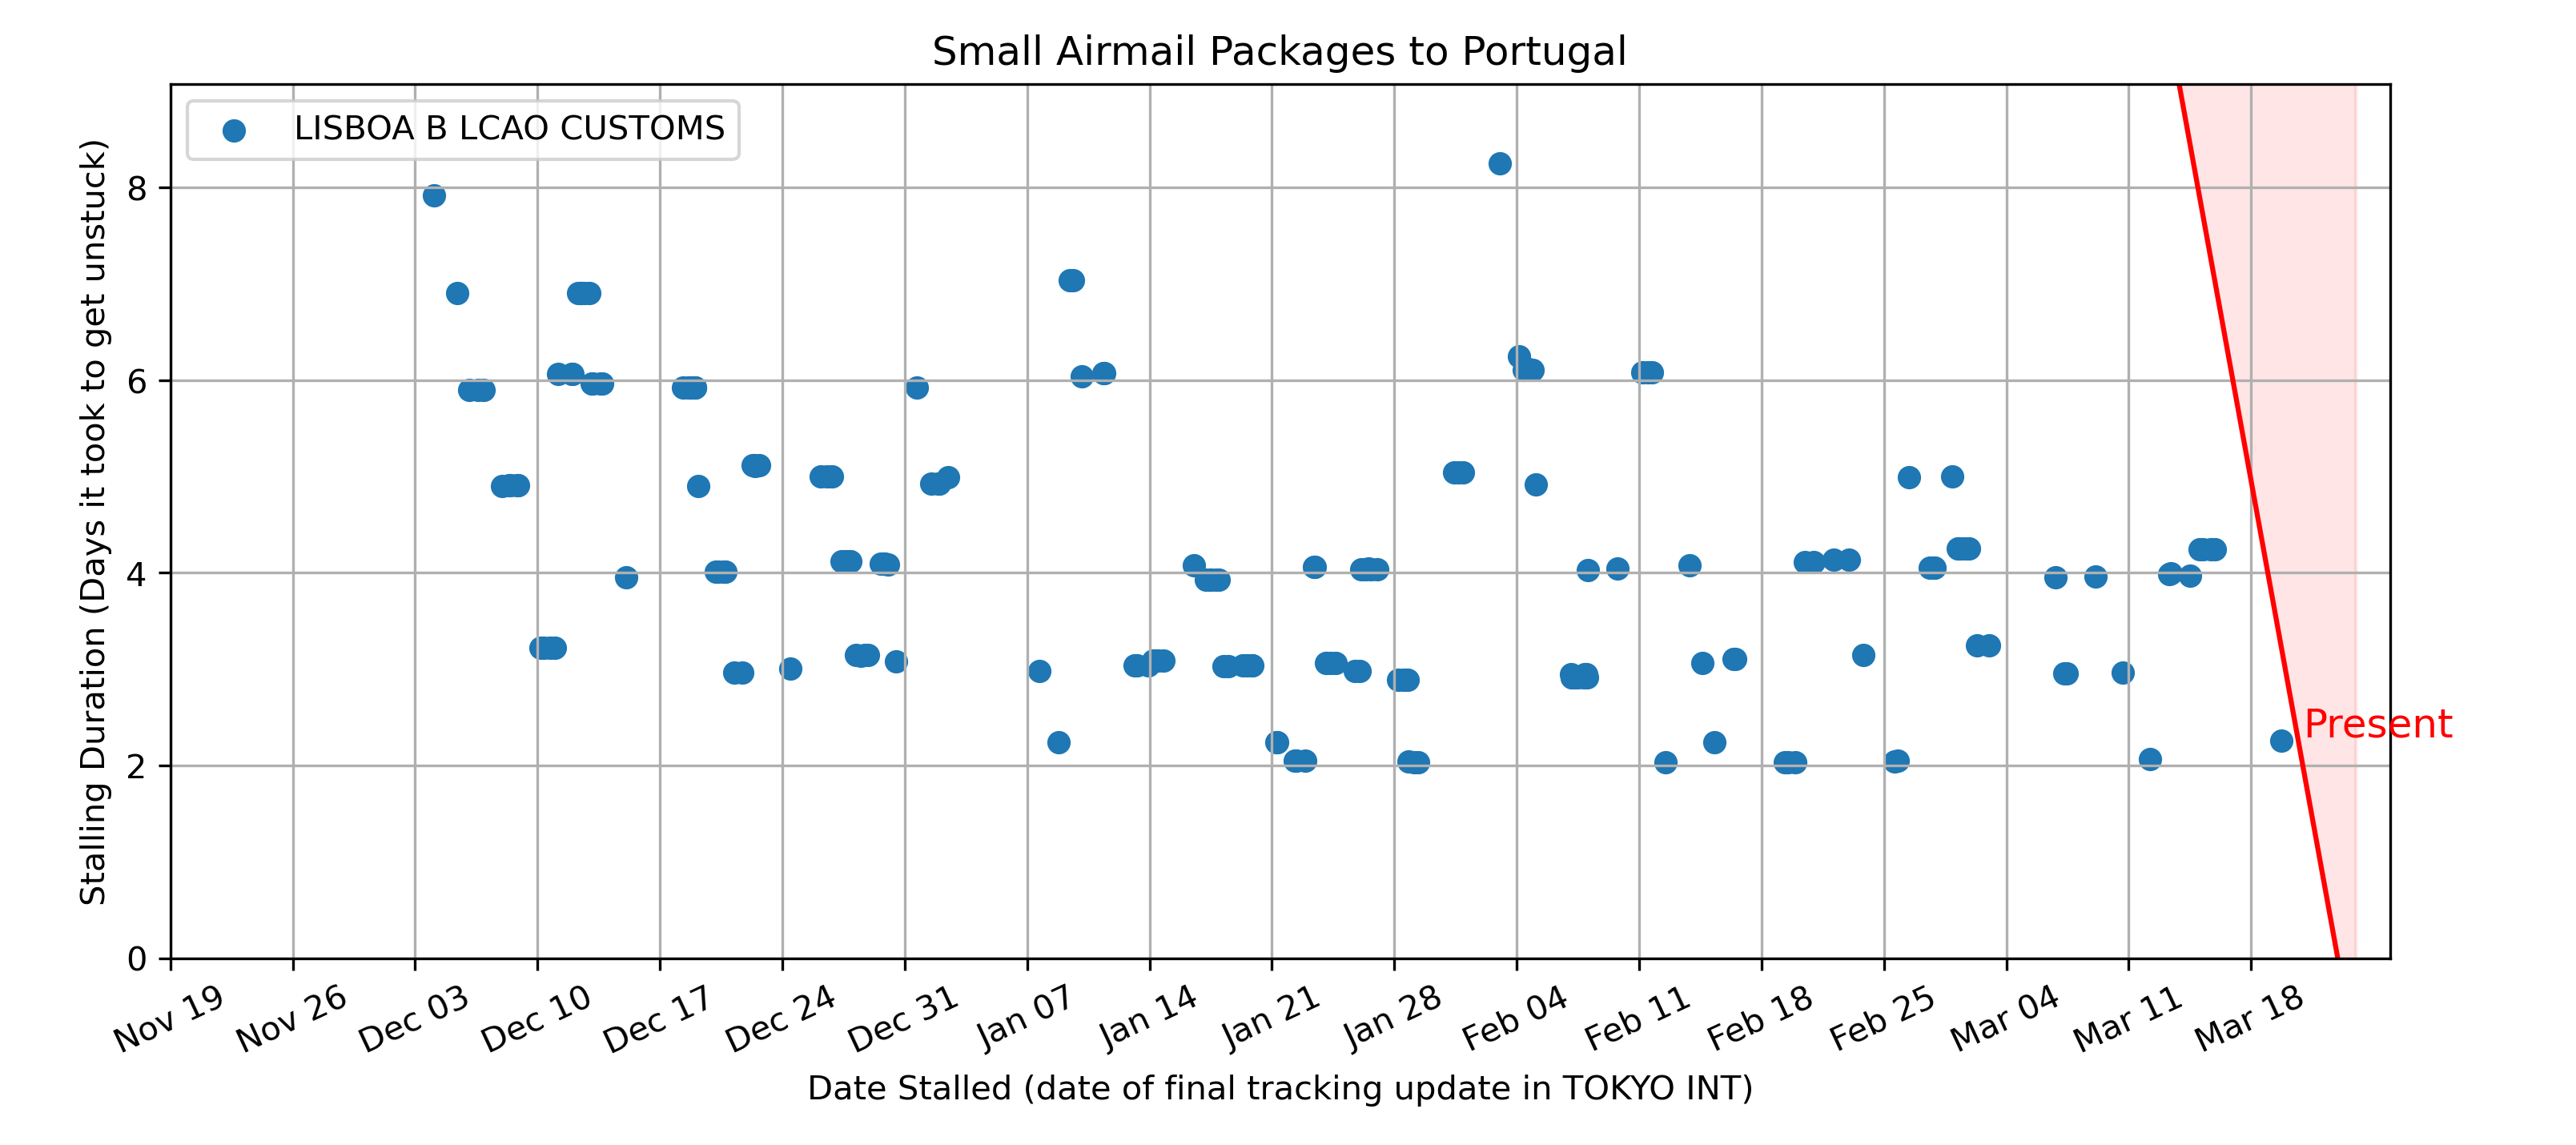 Small Airmail Packages to Portugal
LISBOA B LCAO CUSTOMS
Stalling Duration (Days it took to get unstuck)
8
6
4
2
0
Present
Nov 19
Nov 26
Dec 03
Dec 10
Dec 17
Dec 24
Dec 31
Jan 07
Jan 14
Jan 21
Jan 28
Feb 04
Feb 11
Feb 18
Feb 25
Mar 04
Mar 11
Mar 18
Date Stalled (date of final tracking update in TOKYO INT)